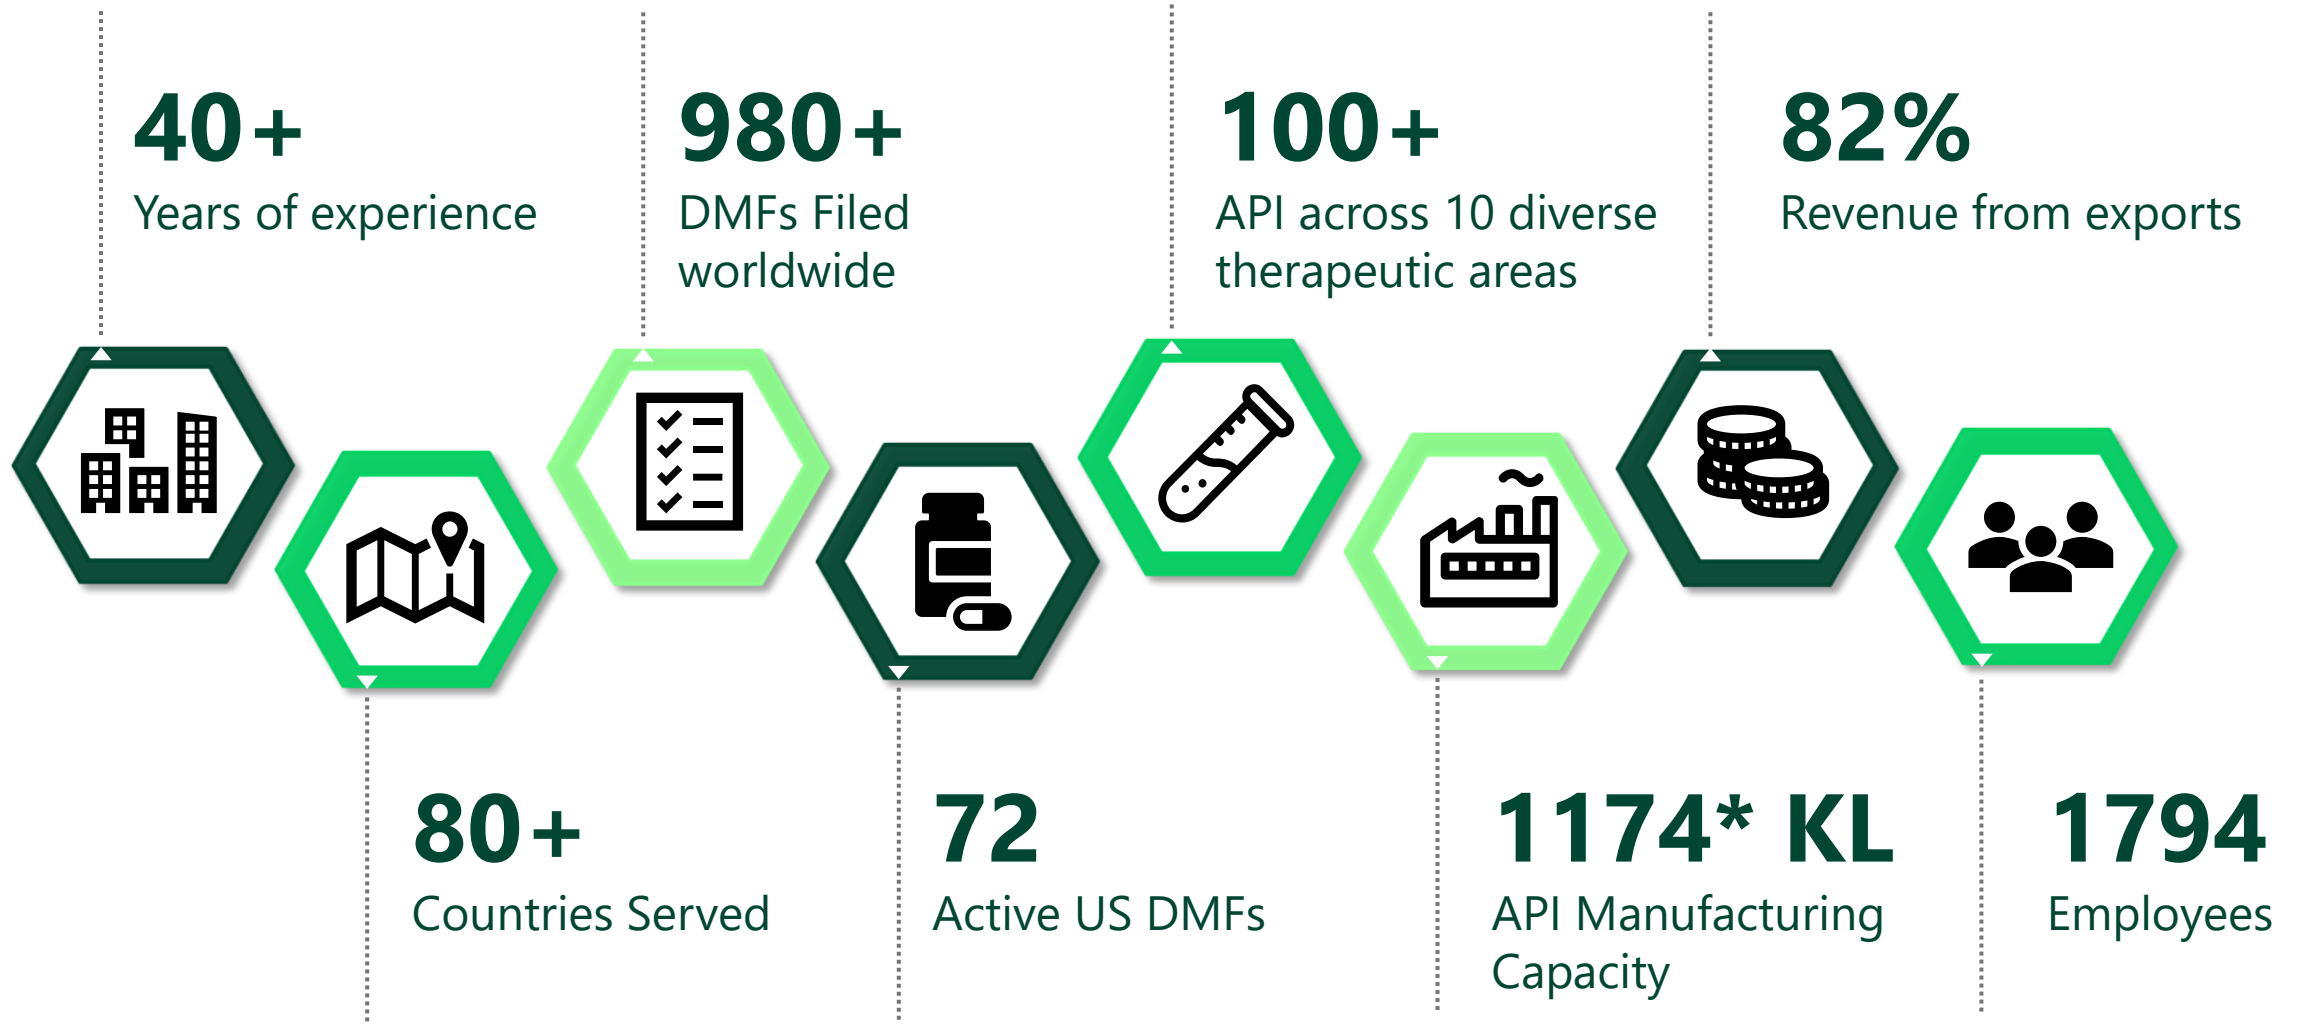 40+
Years of experience
980+
DMFs Filed
worldwide
100+
API across 10 diverse
therapeutic areas
82%
Revenue from exports
80+
Countries Served
72
Active US DMFs
1174* KL
API Manufacturing
Capacity
1794
Employees